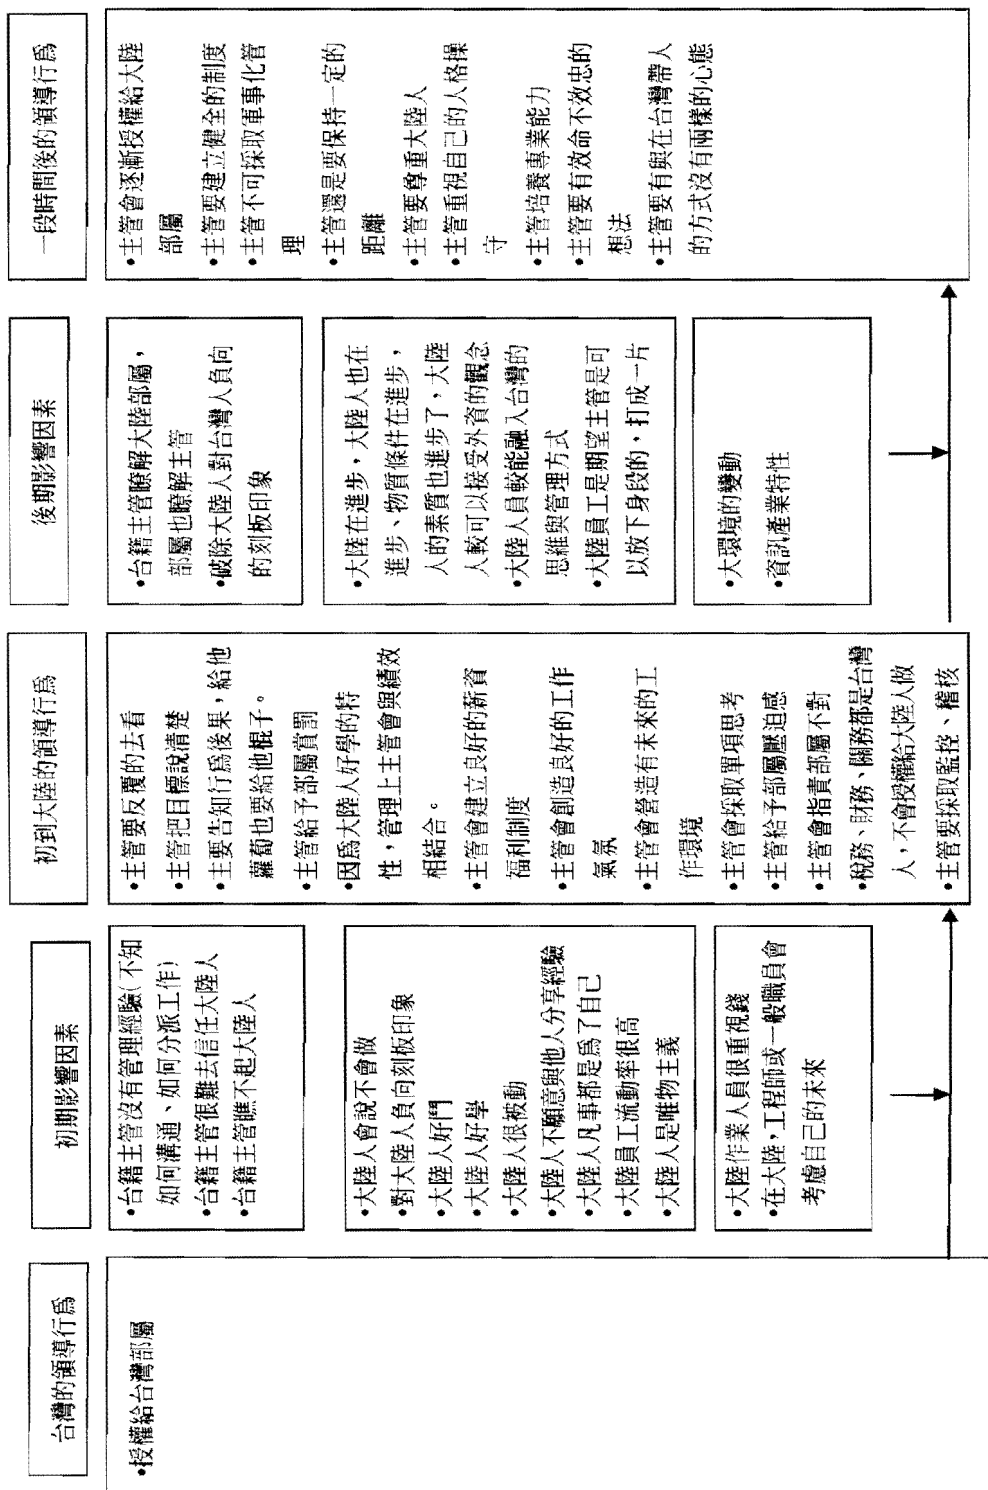 台灣的領導行為
•授權給台灣部屬
初期影響因素
•台籍主管沒有管理經驗(不知
如何溝通、如何分派工作)
•台籍主管很難去信任大陸人
•台籍主管瞧不起大陸人
•大陸人會說不會做
•對大陸人負向刻板印象
•大陸人好鬥
•大陸人好學
•大陸人很被動
•大陸人不願意與他人分享經驗
•大陸人凡事都是為了自己
•大陸員工流動率很高
•大陸人是唯物主義
•大陸作業人員很重視錢
•在大陸，工程師或一般職員會
考慮自己的未來
初到大陸的領導行為
•主管要反覆的去看
•主管把目標說清楚
•主要告知行為後果，給他
蘿蔔也要給他棍子。
•主管給予部屬賞罰
•因為大陸人好學的特
性，管理上主管會與績效
相結合。
•主管會建立良好的薪資
福利制度
•主管會創造良好的工作
氣氛
•主管會營造有未來的工
作環境
•主管會採取單項思考
•主管給予部屬壓迫感
•主管會指責部屬不對
•稅務、財務、關務都是台灣
人，不會授權給大陸人做
•主管要採取監控、稽核
後期影響因素
•台籍主管瞭解大陸部屬，
部屬也瞭解主管
•破除大陸人對台灣人負向
的刻板印象
•大陸在進步，大陸人也在
進步、物質條件在進步，
人的素質也進步了，大陸
人較可以接受外資的觀念
•大陸人員較能融入台灣的
思維與管理方式
•大陸員工是期望主管是可
以放下身段的，打成一片
•大環境的變動
•資訊產業特性
一段時間後的領導行為
•主管會逐漸授權給大陸
部屬
•主管要建立健全的制度
•主管不可採取軍事化管
理
•主管還是要保持一定的
距離
•主管要尊重大陸人
•主管重視自己的人格操
守
•主管培養專業能力
•主管要有效命不效忠的
想法
•主管要有與在台灣帶人
的方式沒有兩樣的心態